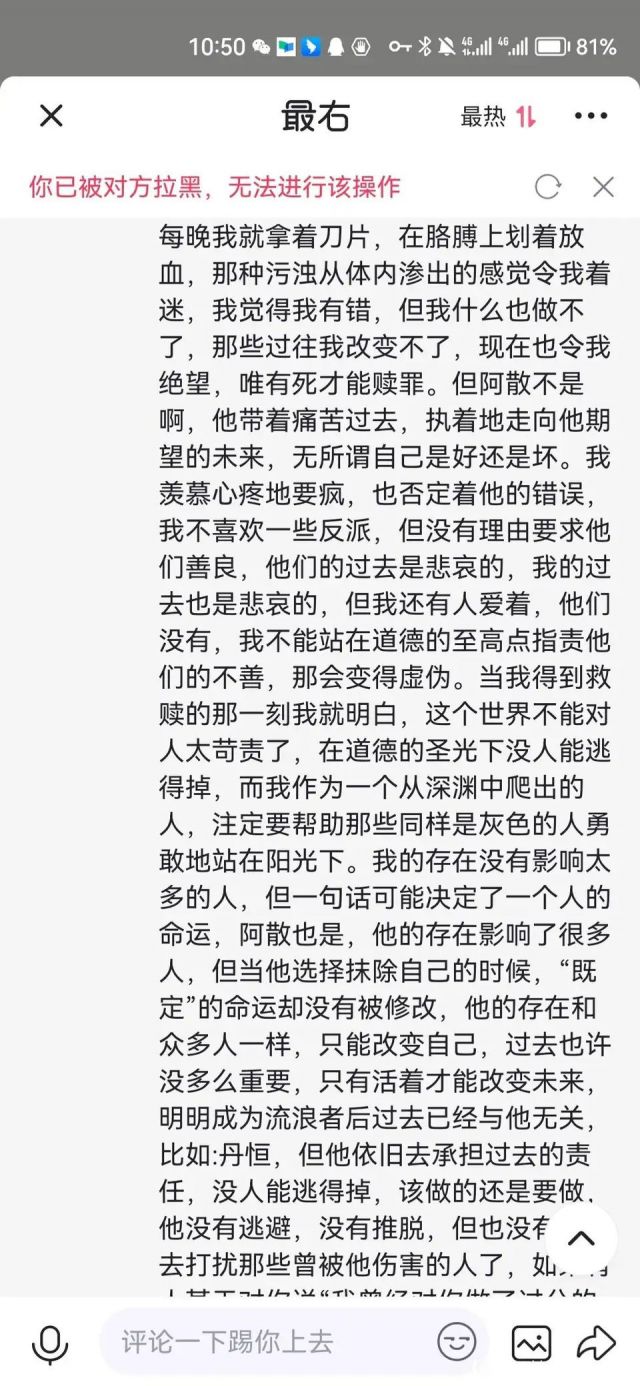 10:50
4G
4G
81%
最右
最热
你已被对方拉黑，无法进行该操作
每晚我就拿着刀片，在胳膊上划着放
血，那种污浊从体内渗出的感觉令我着
迷，我觉得我有错，但我什么也做不
了，那些过往我改变不了，现在也令我
绝望，唯有死才能赎罪。但阿散不是
啊，他带着痛苦过去，执着地走向他期
望的未来，无所谓自己是好还是坏。我
羡慕心疼地要疯，也否定着他的错误，
我不喜欢一些反派，但没有理由要求他
们善良，他们的过去是悲哀的，我的过
去也是悲哀的，但我还有人爱着，他们
没有，我不能站在道德的至高点指责他
们的不善，那会变得虚伪。当我得到救
赎的那一刻我就明白，这个世界不能对
人太苛责了，在道德的圣光下没人能逃
得掉，而我作为一个从深渊中爬出的
人，注定要帮助那些同样是灰色的人勇
敢地站在阳光下。我的存在没有影响太
多的人，但一句话可能决定了一个人的
命运，阿散也是，他的存在影响了很多
人，但当他选择抹除自己的时候，“既
定”的命运却没有被修改，他的存在和
众多人一样，只能改变自己，过去也许
没多么重要，只有活着才能改变未来，
明明成为流浪者后过去已经与他无关，
比如:丹恒，但他依旧去承担过去的责
任，没人能逃得掉，该做的还是要做，
他没有逃避，没有推脱，但也没有
去打扰那些曾被他伤害的人了，如
评论一下踢你上去